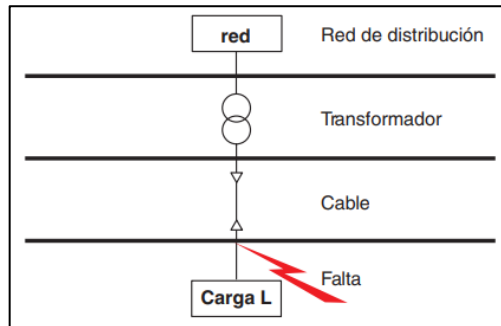 red
Red de distribución
Transformador
Cable
Falta
Carga L